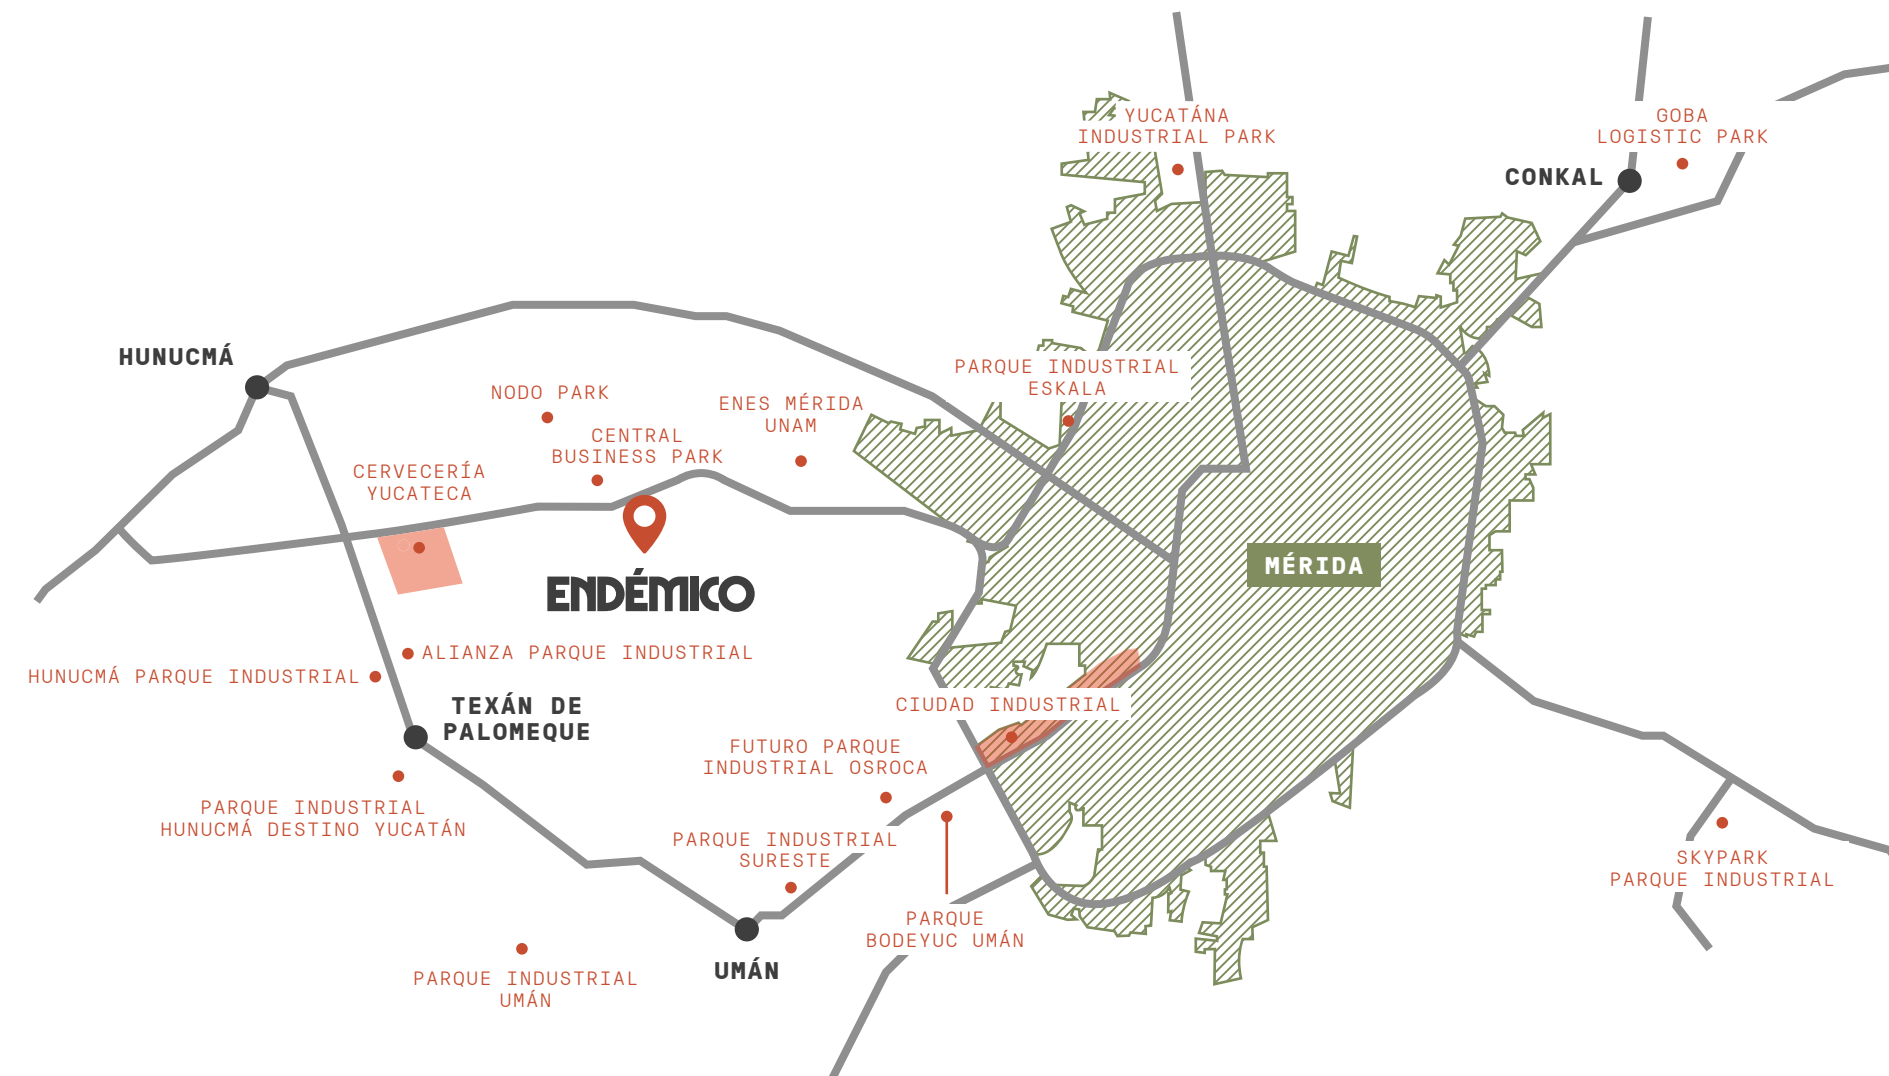 YUCATÁNA
INDUSTRIAL PARK
GOBA
LOGISTIC PARK
CONKAL
HUNUCMÁ
PARQUE INDUSTRIAL
ESKALA
NODO PARK
ENES MÉRIDA
UNAM
CENTRAL
BUSINESS PARK
CERVECERÍA
YUCATECA
MÉRIDA
ENDÉMICO
ALIANZA PARQUE INDUSTRIAL
HUNUCMÁ PARQUE INDUSTRIAL
TEXÁN DE
PALOMEQUE
CIUDAD INDUSTRIAL
FUTURO PARQUE
INDUSTRIAL OSROCA
PARQUE INDUSTRIAL
HUNUCMÁ DESTINO YUCATÁN
PARQUE INDUSTRIAL
SURESTE
SKYPARK
PARQUE INDUSTRIAL
PARQUE
BODEYUC UMÁN
UMÁN
PARQUE INDUSTRIAL
UMÁN